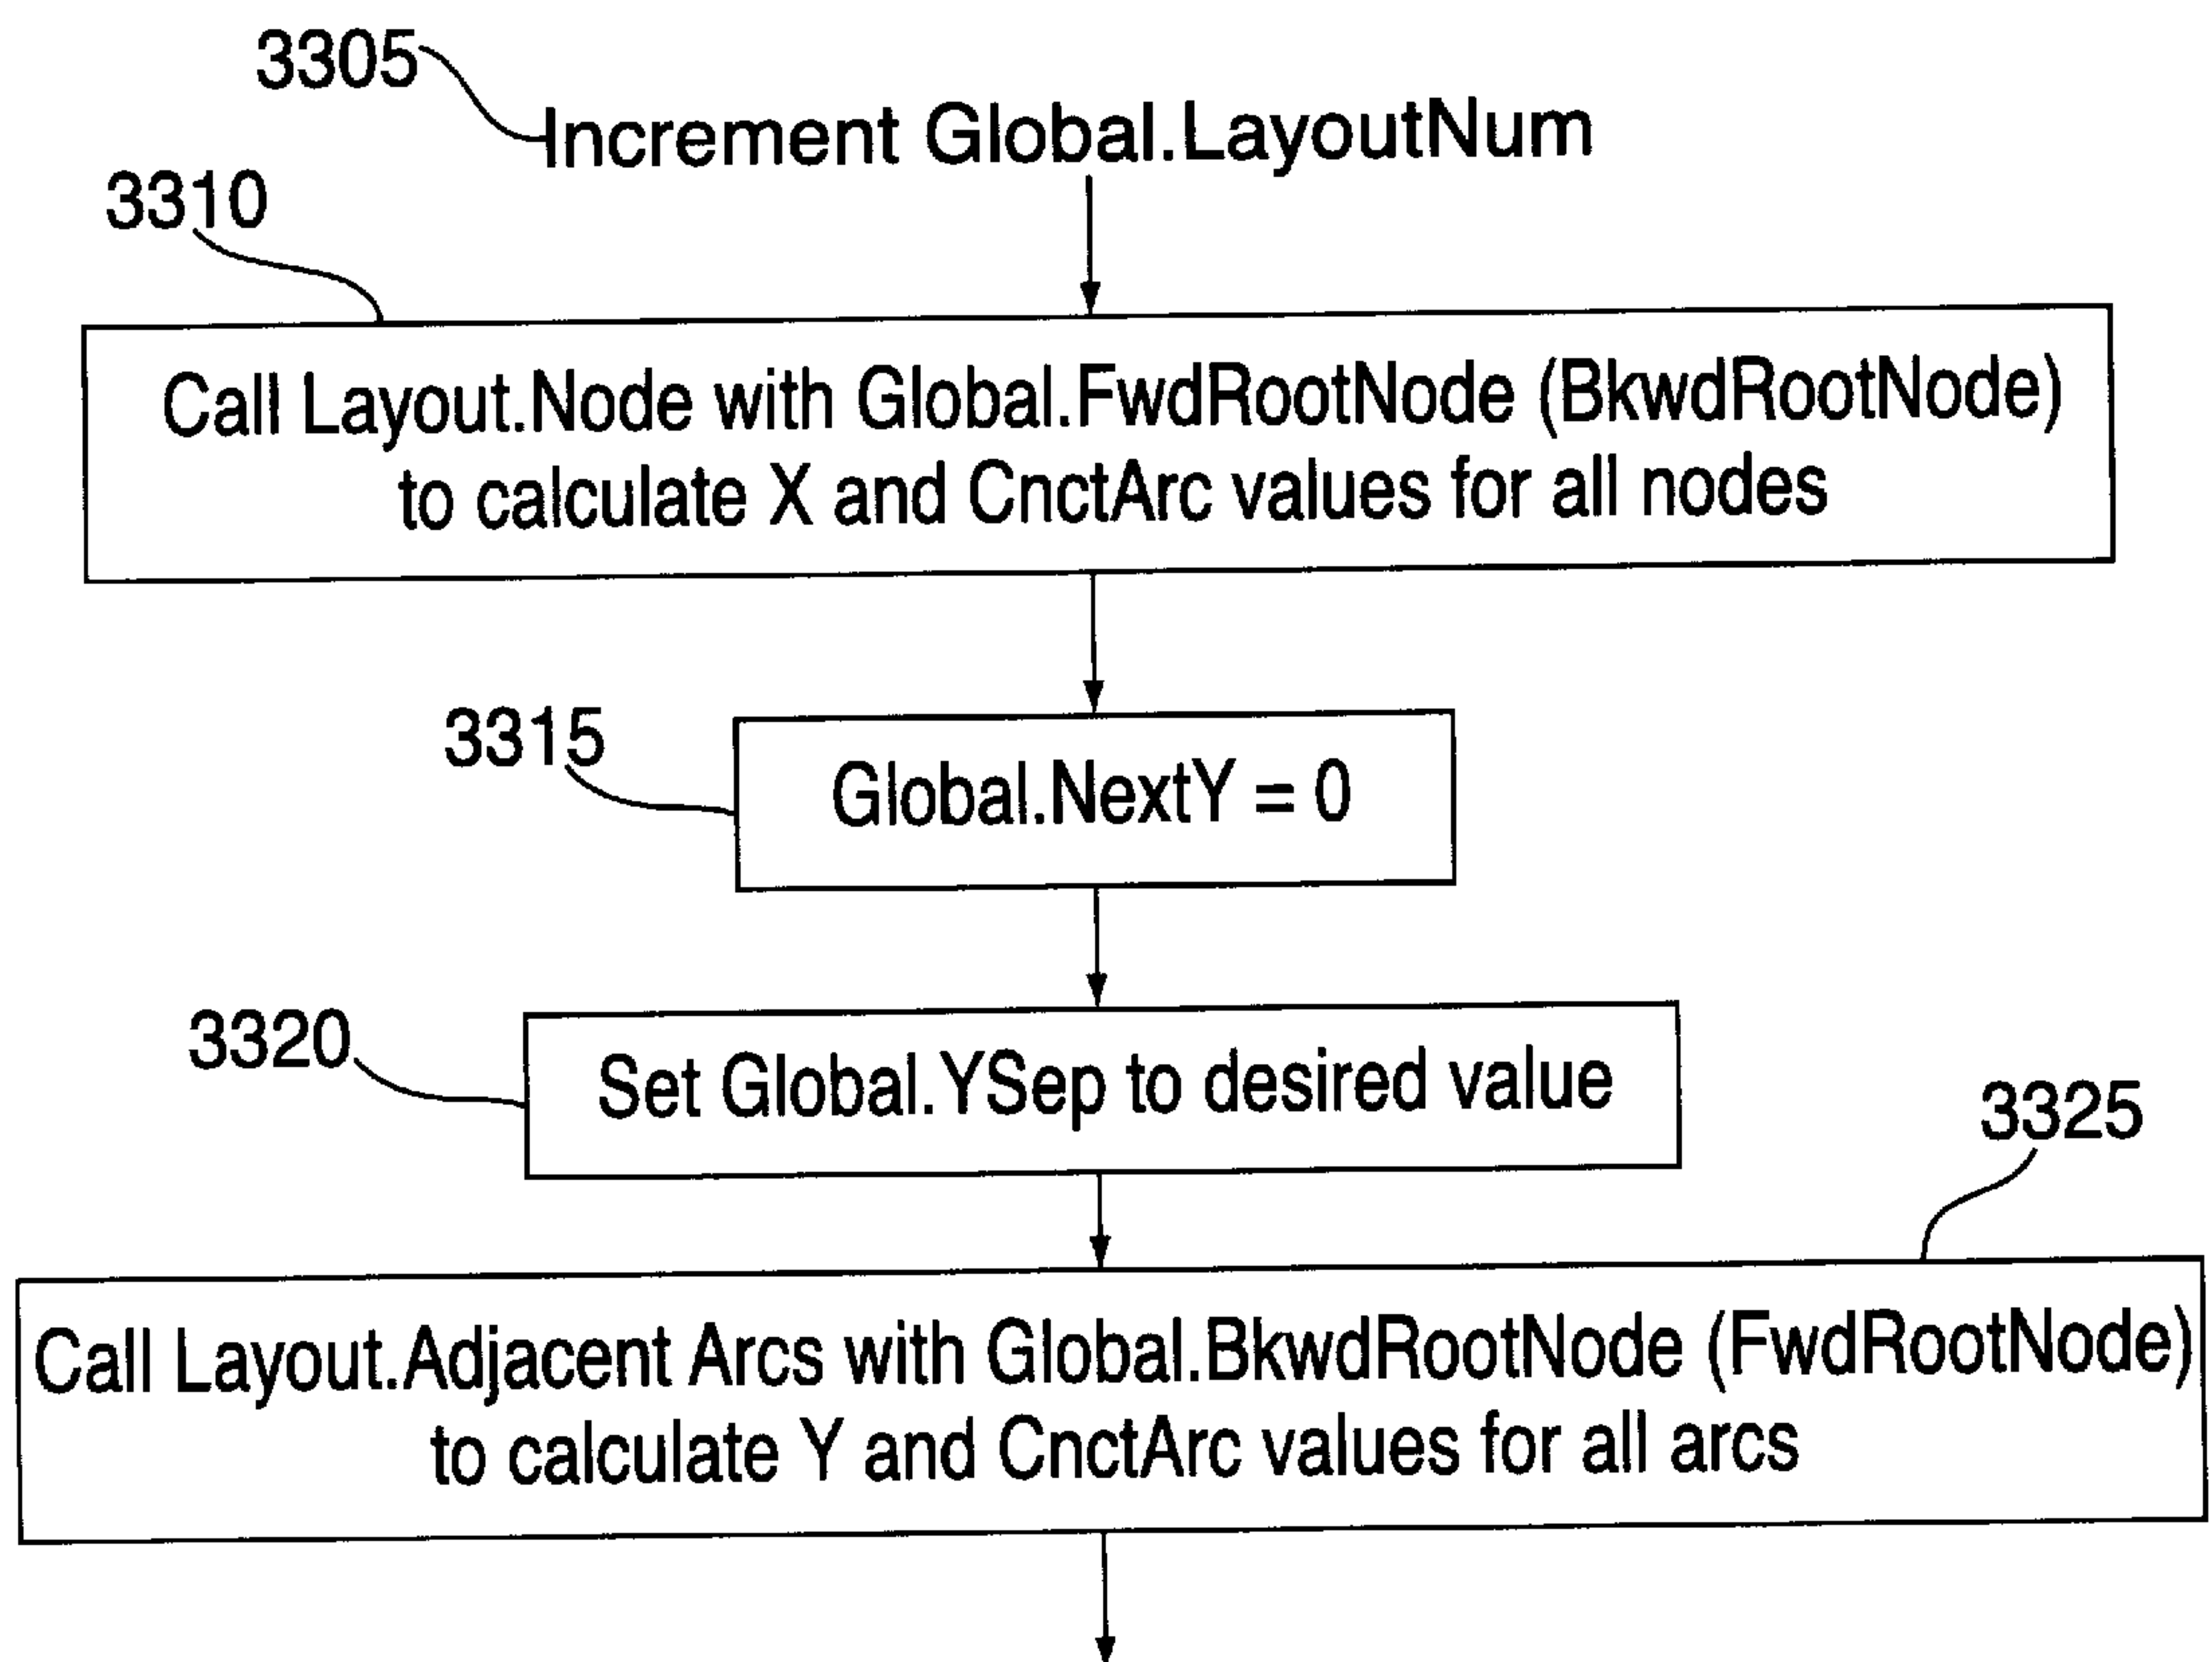 3305
Increment Global.LayoutNum
3310
Call Layout.Node with Global.FwdRootNode (BkwdRootNode)
to calculate X and CnctArc values for all nodes
3315
Global.NextY = 0
3320
Set Global.YSep to desired value
3325
Call Layout.Adjacent Arcs with Global.BkwdRootNode (FwdRootNode)
to calculate Y and CnctArc values for all arcs